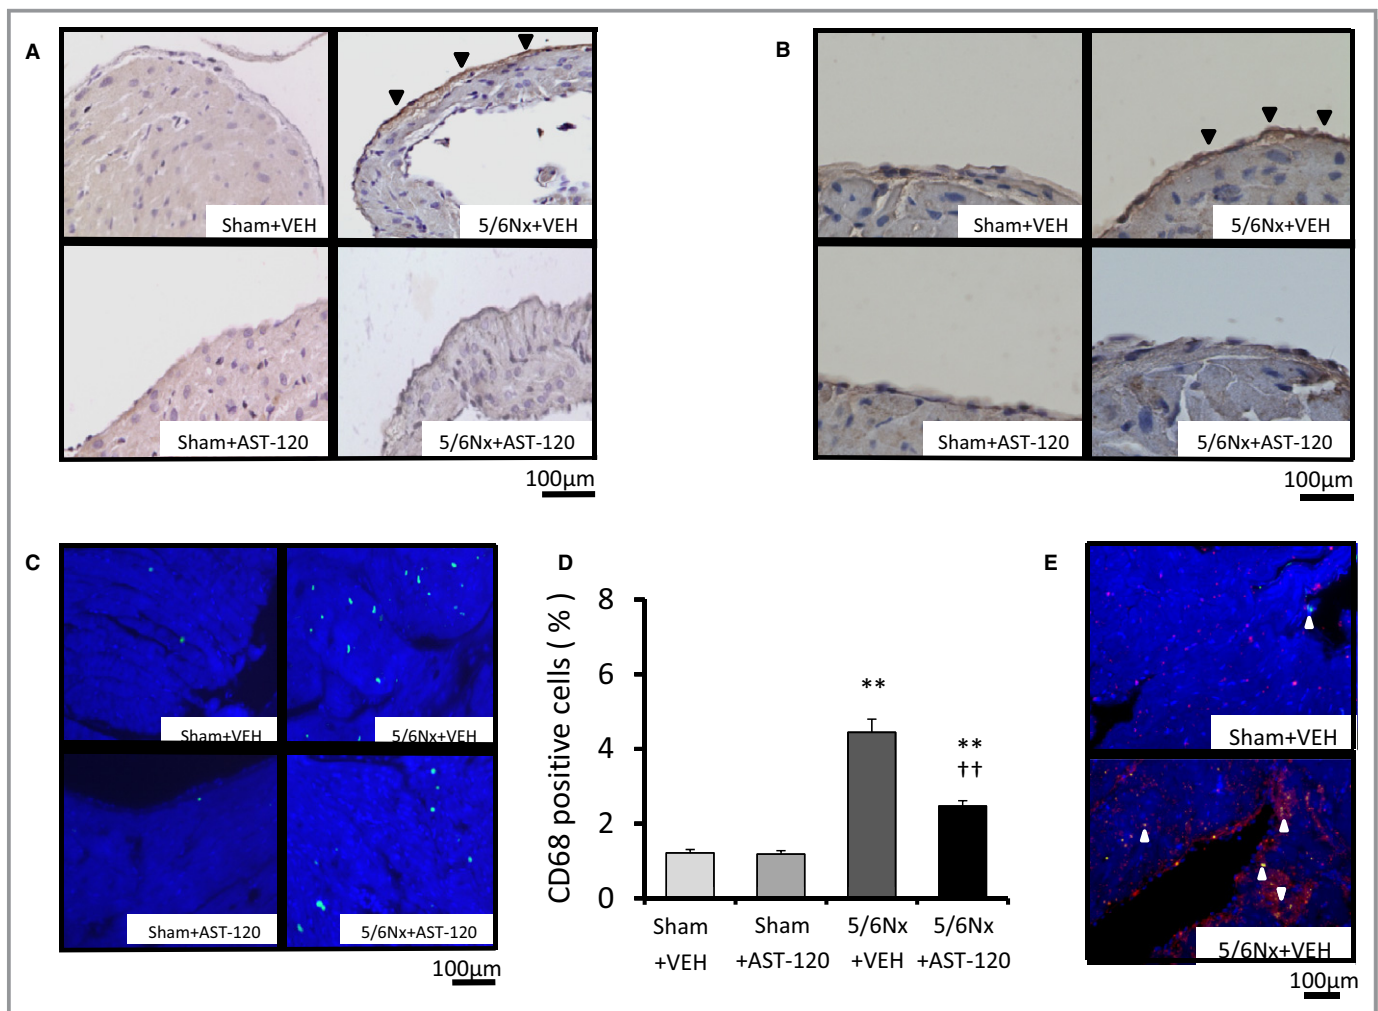 A
B
Sham+VEH
5/6Nx+VEH
Sham+AST-120
5/6Nx+AST-120
100µm
Sham+VEH
5/6Nx+VEH
Sham+AST-120
5/6Nx+AST-120
100µm
C
Sham+VEH
5/6Nx+VEH
Sham+AST-120
5/6Nx+AST-120
100µm
D
CD68 positive cells ( % )
8
6
4
2
0
**
**
††
Sham
+VEH
Sham
+AST-120
5/6Nx
+VEH
5/6Nx
+AST-120
E
Sham+VEH
5/6Nx+VEH
100µm